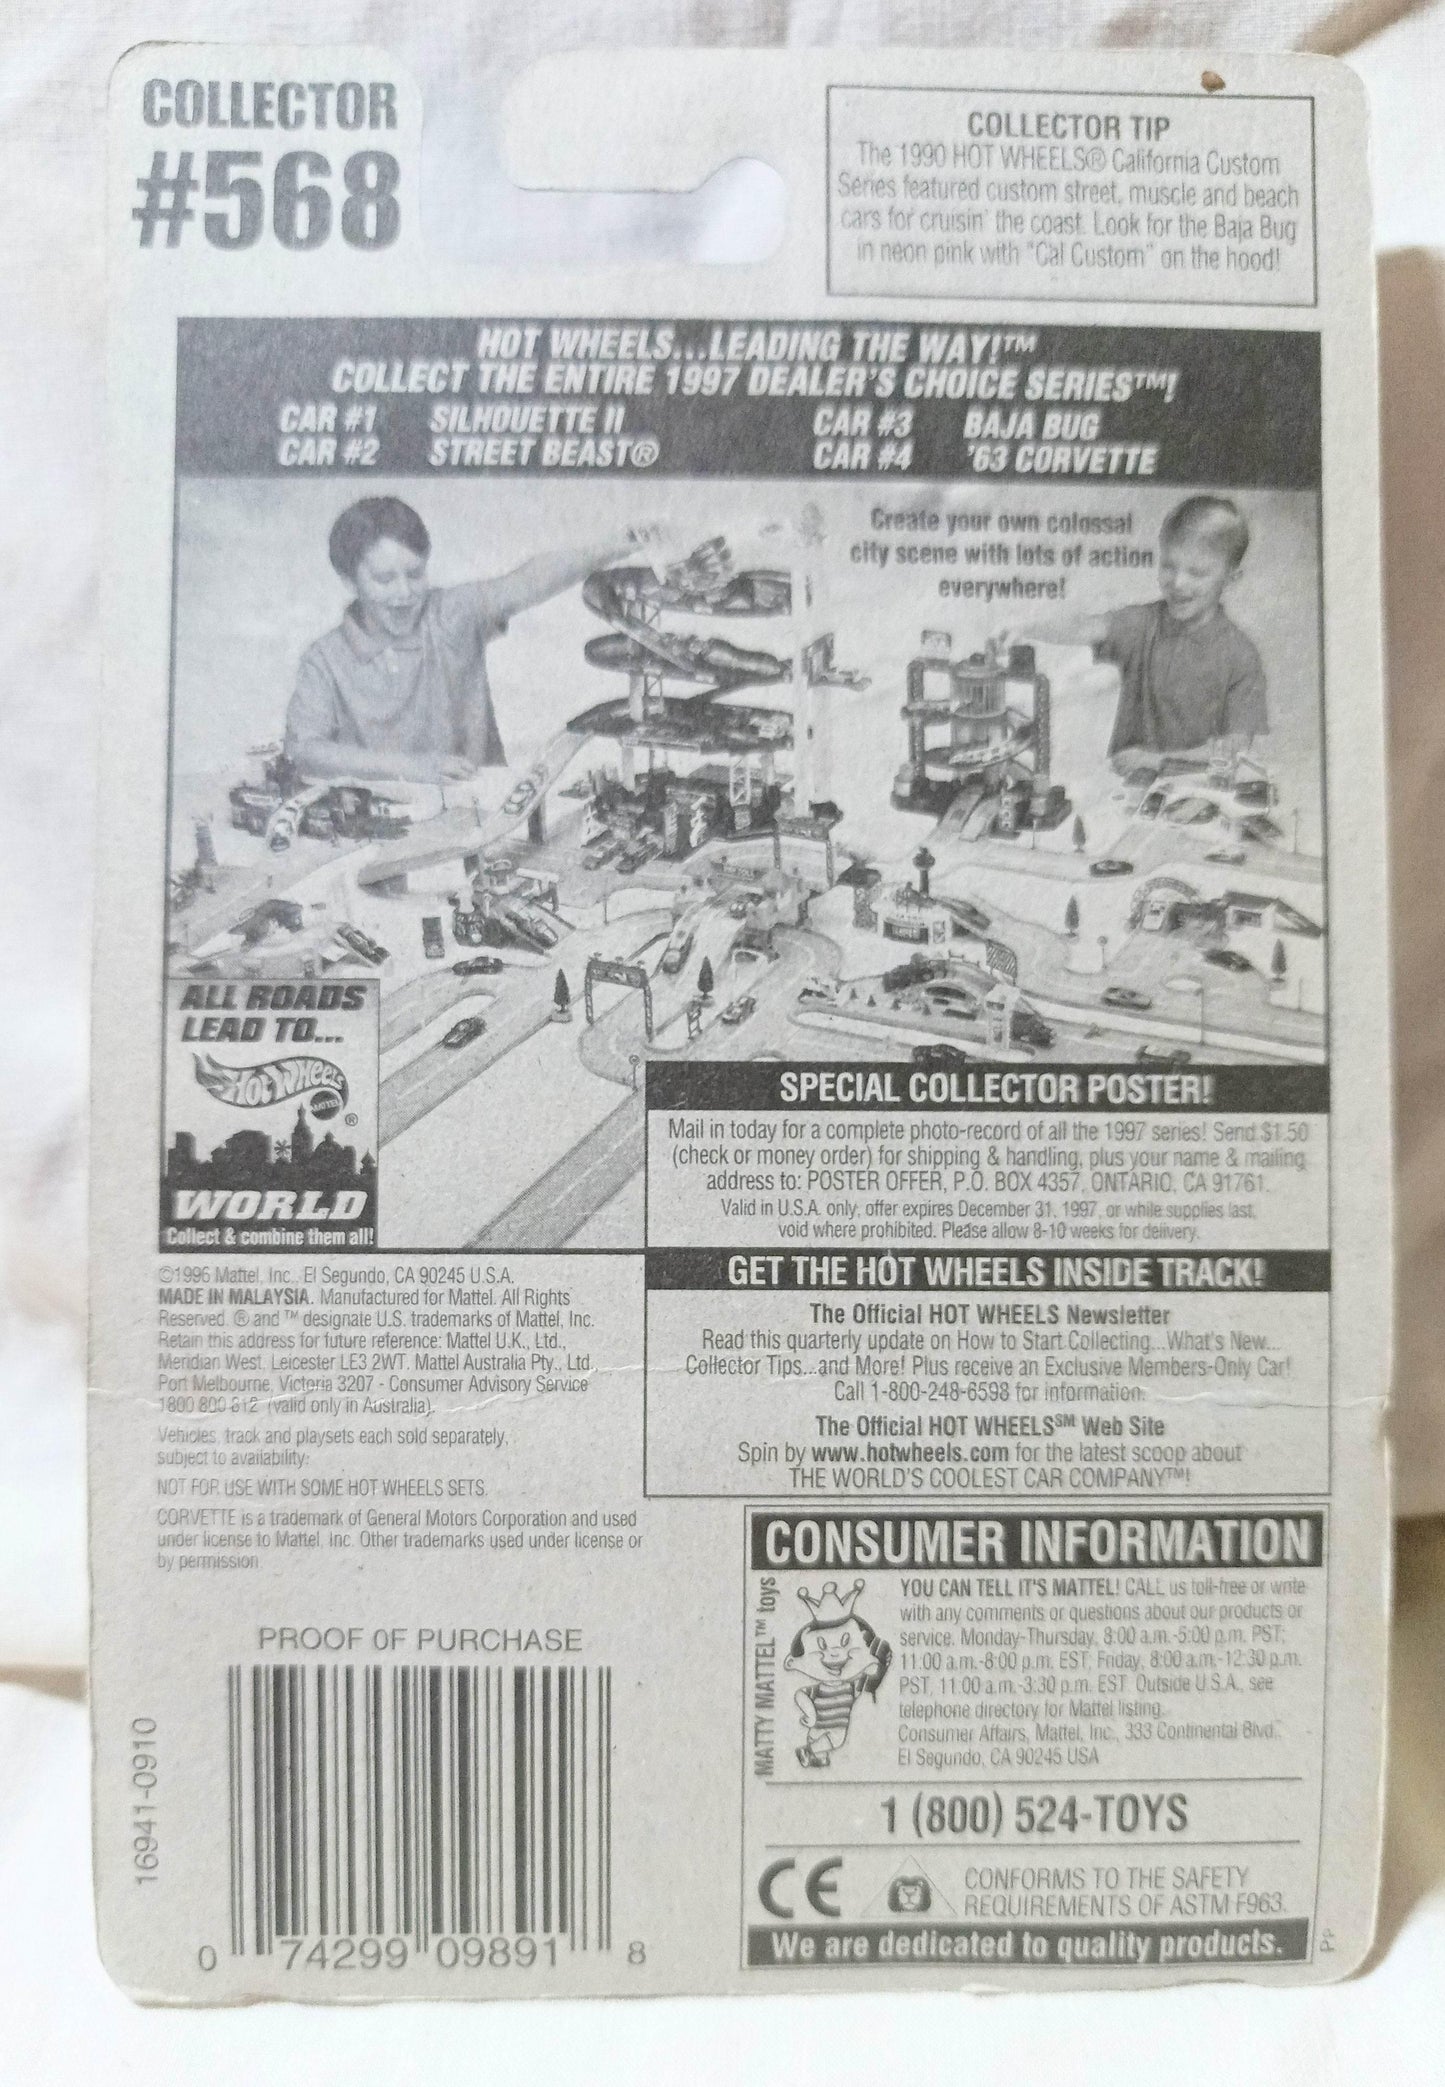 COLLECTOR
#568
COLLECTOR TIP
The 1990 HOT WHEELS® California Custom
Series featured custom street, muscle and beach
cars for cruisin' the coast. Look for the Baja Bug
in neon pink with "Cal Custom" on the hood!
HOT WHEELS...LEADING THE WAY!™
COLLECT THE ENTIRE 1997 DEALER'S CHOICE SERIES™!
CAR #1 SILHOUETTE II CAR #3 BAJA BUG
CAR #2 STREET BEAST® CAR #4 '63 CORVETTE
Create your own colossal
city scene with lots of action
everywhere!
ALL ROADS
LEAD TO...
Hot Wheels
MATTEL
®
WORLD
Collect & combine them all!
SPECIAL COLLECTOR POSTER!
Mail in today for a complete photo-record of all the 1997 series! Send $1.50
(check or money order) for shipping & handling, plus your name & mailing
address to: POSTER OFFER, P.O. BOX 4357, ONTARIO, CA 91761.
Valid in U.S.A. only, offer expires December 31, 1997, or while supplies last,
void where prohibited. Please allow 8-10 weeks for delivery.
GET THE HOT WHEELS INSIDE TRACK!
The Official HOT WHEELS Newsletter
Read this quarterly update on How to Start Collecting...What's New...
Collector Tips...and More! Plus receive an Exclusive Members-Only Car!
Call 1-800-248-6598 for information.
The Official HOT WHEELS℠ Web Site
Spin by www.hotwheels.com for the latest scoop about
THE WORLD'S COOLEST CAR COMPANY™!
©1996 Mattel, Inc., El Segundo, CA 90245 U.S.A.
MADE IN MALAYSIA. Manufactured for Mattel. All Rights
Reserved. ® and ™ designate U.S. trademarks of Mattel, Inc.
Retain this address for future reference: Mattel U.K., Ltd.,
Meridian West, Leicester LE3 2WT. Mattel Australia Pty., Ltd.,
Port Melbourne, Victoria 3207 - Consumer Advisory Service
1800 800 812 (valid only in Australia).
Vehicles, track and playsets each sold separately,
subject to availability.
NOT FOR USE WITH SOME HOT WHEELS SETS.
CORVETTE is a trademark of General Motors Corporation and used
under license to Mattel, Inc. Other trademarks used under license or
by permission.
PROOF OF PURCHASE
16941-0910
0 74299 09891 8
CONSUMER INFORMATION
MATTY MATTEL™ toys
YOU CAN TELL IT'S MATTEL! CALL us toll-free or write
with any comments or questions about our products or
service. Monday-Thursday, 8:00 a.m.-5:00 p.m. PST;
11:00 a.m.-8:00 p.m. EST; Friday, 8:00 a.m.-12:30 p.m.
PST, 11:00 a.m.-3:30 p.m. EST. Outside U.S.A., see
telephone directory for Mattel listing.
Consumer Affairs, Mattel, Inc., 333 Continental Blvd.,
El Segundo, CA 90245 USA
1 (800) 524-TOYS
CE
CONFORMS TO THE SAFETY
REQUIREMENTS OF ASTM F963.
We are dedicated to quality products.
PP